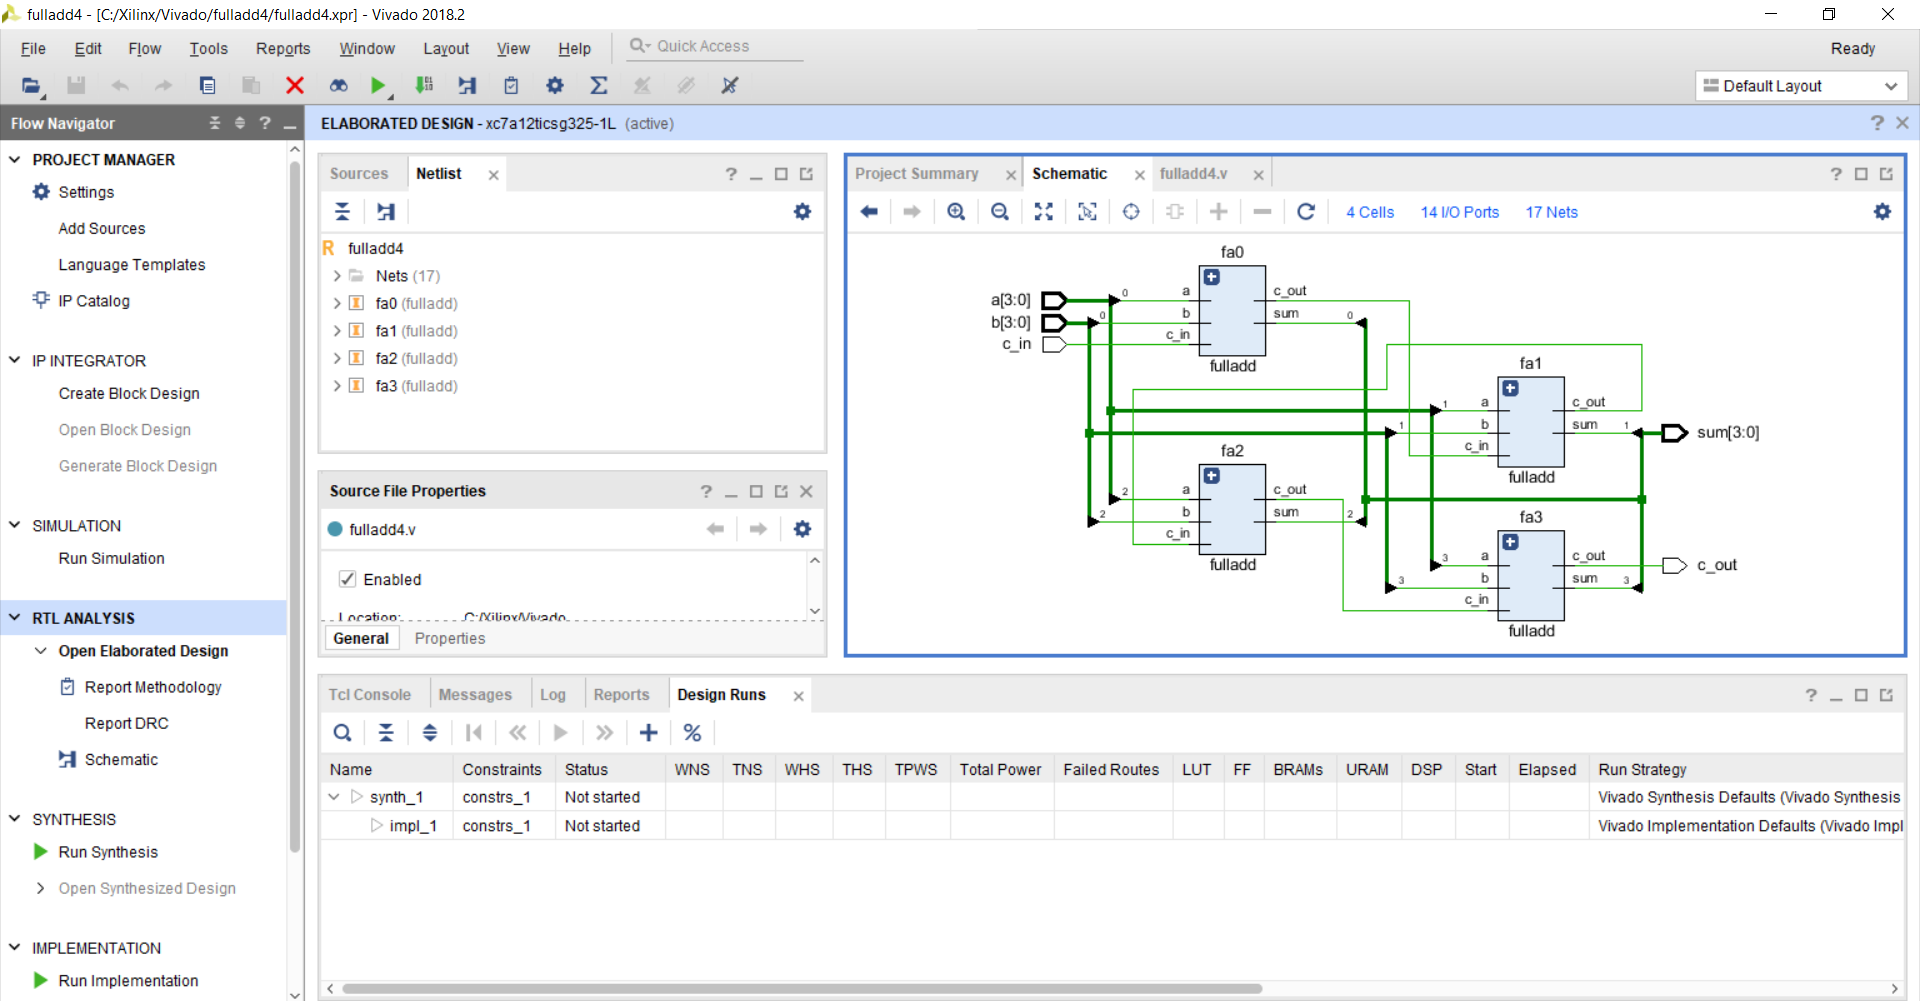 fulladd4 - [C:/Xilinx/Vivado/fulladd4/fulladd4.xpr] - Vivado 2018.2
File Edit Flow Tools Reports Window Layout View Help Quick Access Ready
Default Layout
Flow Navigator
ELABORATED DESIGN - xc7a12ticsg325-1L (active)
PROJECT MANAGER
Settings
Add Sources
Language Templates
IP Catalog
IP INTEGRATOR
Create Block Design
Open Block Design
Generate Block Design
SIMULATION
Run Simulation
RTL ANALYSIS
Open Elaborated Design
Report Methodology
Report DRC
Schematic
SYNTHESIS
Run Synthesis
Open Synthesized Design
IMPLEMENTATION
Run Implementation
Sources Netlist
fulladd4
Nets (17)
fa0 (fulladd)
fa1 (fulladd)
fa2 (fulladd)
fa3 (fulladd)
Source File Properties
fulladd4.v
Enabled
Location: C:/Xilinx/Vivado
General Properties
Project Summary Schematic fulladd4.v
4 Cells 14 I/O Ports 17 Nets
a[3:0]
b[3:0]
c_in
fa0
0 a c_out
0 b sum 0
c_in
fulladd
fa1
1 a c_out
1 b sum 1
c_in
fulladd
sum[3:0]
fa2
2 a c_out
2 b sum 2
c_in
fulladd
fa3
3 a c_out
3 b sum 3
c_in
fulladd
c_out
Tcl Console Messages Log Reports Design Runs
Name Constraints Status WNS TNS WHS THS TPWS Total Power Failed Routes LUT FF BRAMs URAM DSP Start Elapsed Run Strategy
synth_1 constrs_1 Not started Vivado Synthesis Defaults (Vivado Synthesis
impl_1 constrs_1 Not started Vivado Implementation Defaults (Vivado Impl